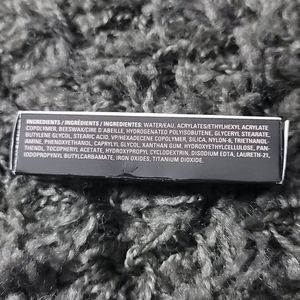 INGREDIENTS / INGRÉDIENTS / INGREDIENTES: WATER/EAU, ACRYLATES/ETHYLHEXYL ACRYLATE
COPOLYMER, BEESWAX/CIRE D'ABEILLE, HYDROGENATED POLYISOBUTENE, GLYCERYL STEARATE,
BUTYLENE GLYCOL, STEARIC ACID, VP/HEXADECENE COPOLYMER, SILICA, NYLON-6, TRIETHANOL-
AMINE, PHENOXYETHANOL, CAPRYLYL GLYCOL, XANTHAN GUM, HYDROXYETHYLCELLULOSE, PAN-
THENOL, TOCOPHERYL ACETATE, HYDROXYPROPYL CYCLODEXTRIN, DISODIUM EDTA, LAURETH-21,
IODOPROPYNYL BUTYLCARBAMATE, IRON OXIDES, TITANIUM DIOXIDE.